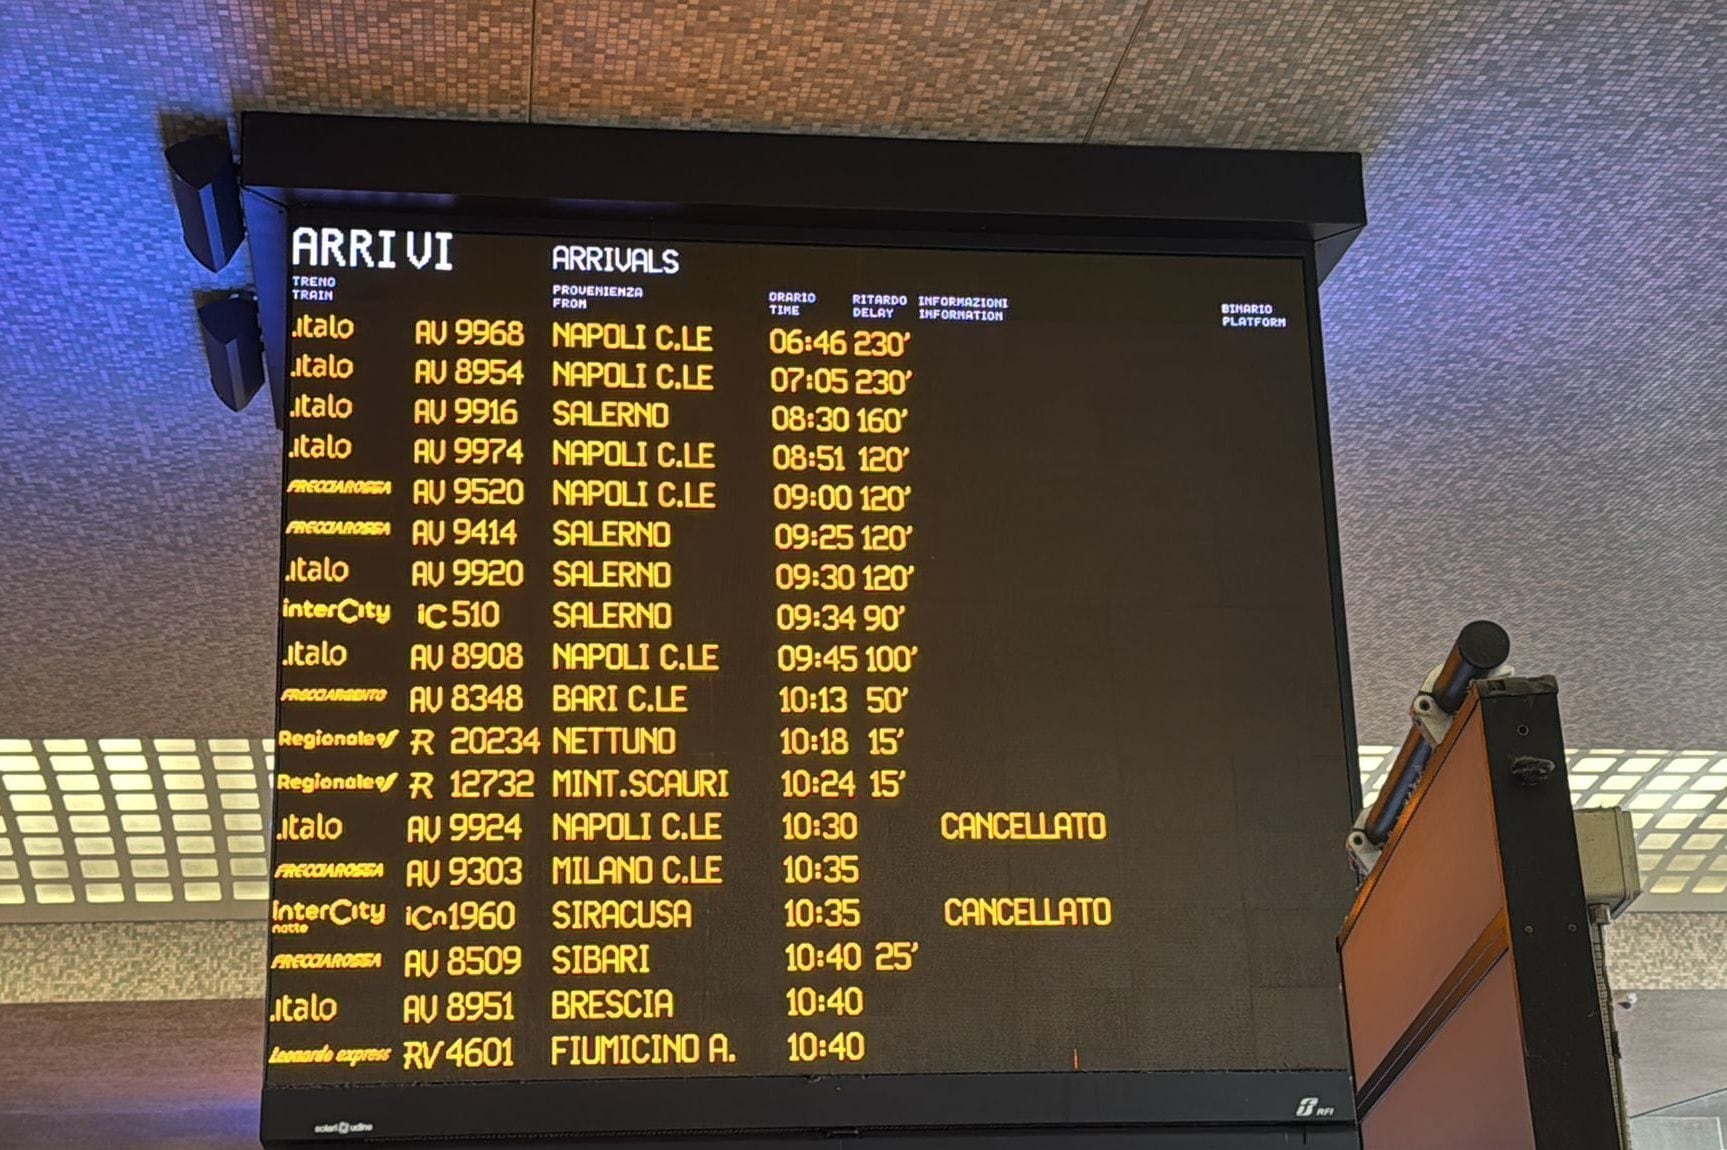 ARRIVI ARRIVALS
TRENO PROVENIENZA ORARIO RITARDO INFORMAZIONI BINARIO
TRAIN FROM TIME DELAY INFORMATION PLATFORM
.italo AV 9968 NAPOLI C.LE 06:46 230'
.italo AV 8954 NAPOLI C.LE 07:05 230'
.italo AV 9916 SALERNO 08:30 160'
.italo AV 9974 NAPOLI C.LE 08:51 120'
FRECCIAROSSA AV 9520 NAPOLI C.LE 09:00 120'
FRECCIAROSSA AV 9414 SALERNO 09:25 120'
.italo AV 9920 SALERNO 09:30 120'
interCity iC 510 SALERNO 09:34 90'
.italo AV 8908 NAPOLI C.LE 09:45 100'
FRECCIARGENTO AV 8348 BARI C.LE 10:13 50'
Regionale R 20234 NETTUNO 10:18 15'
Regionale R 12732 MINT.SCAURI 10:24 15'
.italo AV 9924 NAPOLI C.LE 10:30 CANCELLATO
FRECCIAROSSA AV 9303 MILANO C.LE 10:35
interCity notte iCn 1960 SIRACUSA 10:35 CANCELLATO
FRECCIAROSSA AV 8509 SIBARI 10:40 25'
.italo AV 8951 BRESCIA 10:40
Leonardo express RV 4601 FIUMICINO A. 10:40
solari udine RFI